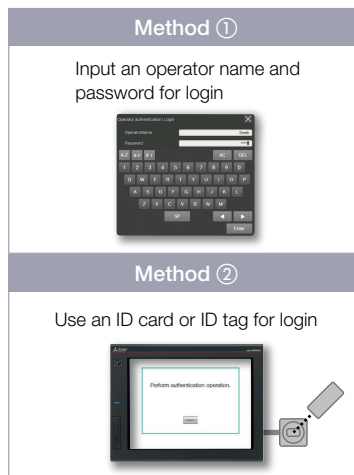 Method ①
Input an operator name and
password for login
Operator authentication: Login
OperatorName Smith
Password
A-Z a-z # +
AC DEL
1 2 3 4 5 6 7 8 9 0
Q W E R T Y U I O P
A S D F G H J K L
Z X C V B N M
SP
Enter
Method ②
Use an ID card or ID tag for login
Perform authentication operation.